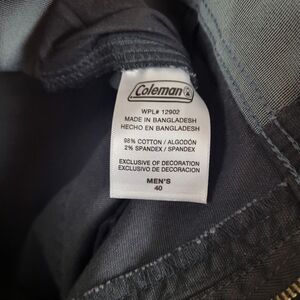 Coleman
WPL# 12902
MADE IN BANGLADESH
HECHO EN BANGLADESH
98% COTTON / ALGODÓN
2% SPANDEX / SPANDEX
EXCLUSIVE OF DECORATION
EXCLUSIVO DE DECORACION
MEN'S
40